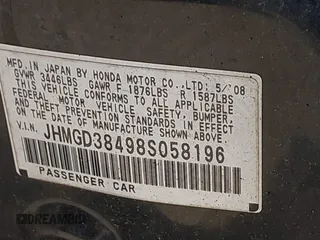 MFD. IN JAPAN BY HONDA MOTOR CO.,LTD: 5/'08
GVWR 3446LBS GAWR F 1876LBS R 1587LBS
THIS VEHICLE CONFORMS TO ALL APPLICABLE
FEDERAL MOTOR VEHICLE SAFETY, BUMPER,
AND THEFT PREVENTION STANDARDS IN EFFECT
ON THE DATE OF MANUFACTURE SHOWN ABOVE.
V.I.N. JHMGD38498S058196
PASSENGER CAR
DREAMBID